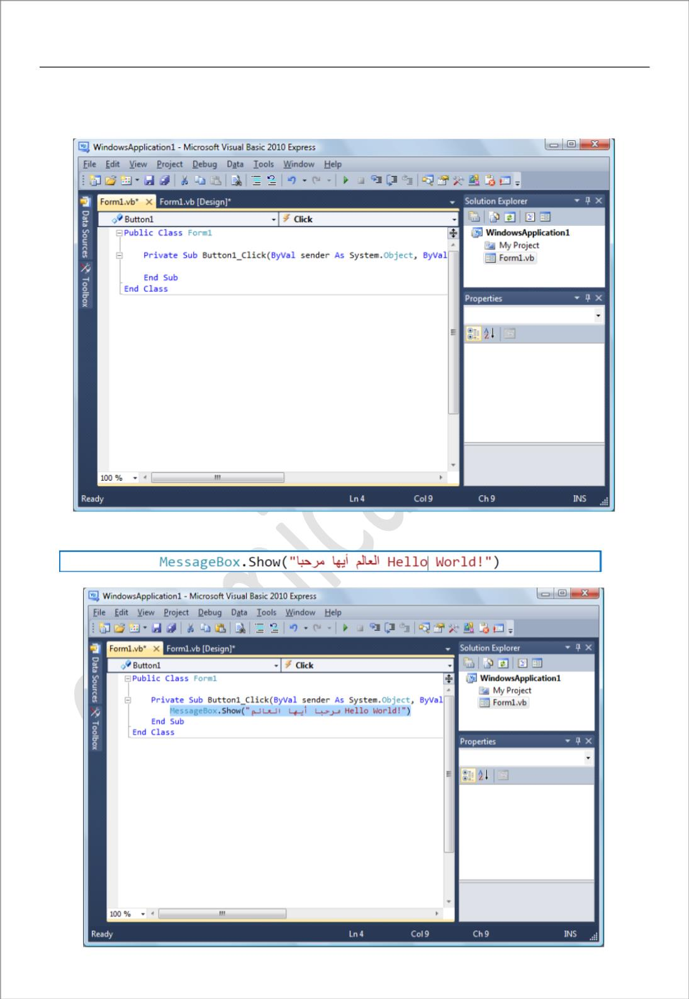 WindowsApplication1 - Microsoft Visual Basic 2010 Express
File Edit View Project Debug Data Tools Window Help
Form1.vb* Form1.vb [Design]*
Solution Explorer
Data Sources
Toolbox
Button1 Click
WindowsApplication1
My Project
Form1.vb
Public Class Form1
Private Sub Button1_Click(ByVal sender As System.Object, ByVal
End Sub
End Class
Properties
100 %
Ready Ln 4 Col 9 Ch 9 INS
MessageBox.Show("العالم أيها مرحبا Hello World!")
WindowsApplication1 - Microsoft Visual Basic 2010 Express
File Edit View Project Debug Data Tools Window Help
Form1.vb* Form1.vb [Design]*
Solution Explorer
Data Sources
Toolbox
Button1 Click
WindowsApplication1
My Project
Form1.vb
Public Class Form1
Private Sub Button1_Click(ByVal sender As System.Object, ByVal
MessageBox.Show("مرحبا أيها العالم Hello World!")
End Sub
End Class
Properties
100 %
Ready Ln 4 Col 9 Ch 9 INS